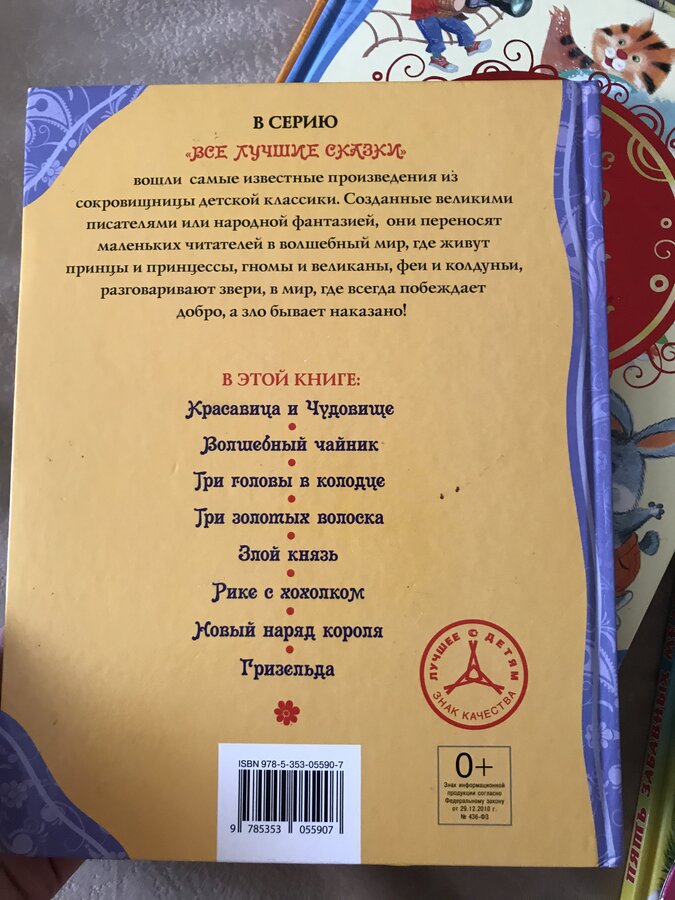 В СЕРИЮ
«ВСЕ ЛУЧШИЕ СКАЗКИ»
вошли самые известные произведения из
сокровищницы детской классики. Созданные великими
писателями или народной фантазией, они переносят
маленьких читателей в волшебный мир, где живут
принцы и принцессы, гномы и великаны, феи и колдуньи,
разговаривают звери, в мир, где всегда побеждает
добро, а зло бывает наказано!
В ЭТОЙ КНИГЕ:
Красавица и Чудовище
Волшебный чайник
Три головы в колодце
Три золотых волоска
Злой князь
Рике с хохолком
Новый наряд короля
Гризельда
ЛУЧШЕЕ ДЕТЯМ
ЗНАК КАЧЕСТВА
ISBN 978-5-353-05590-7
9 785353 055907
0+
Знак информационной
продукции согласно
Федеральному закону
от 29.12.2010 г.
№ 436-ФЗ
ПЯТЬ ЗАБАВНЫХ